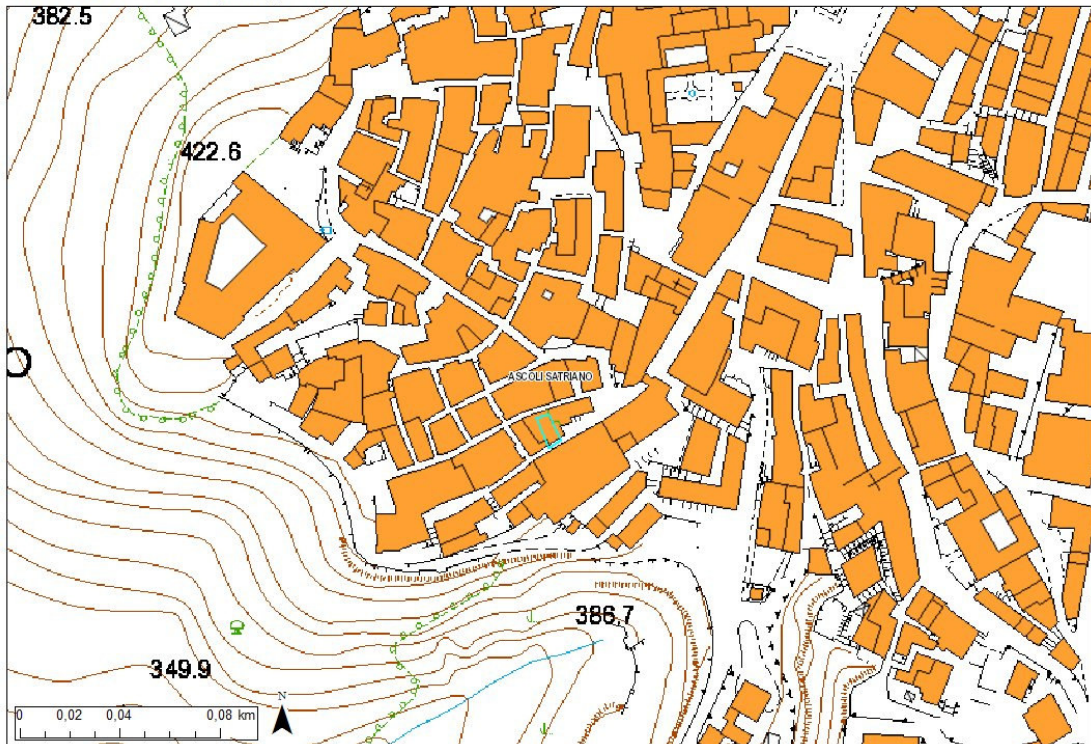 382.5
422.6
O
ASCOLI SATRIANO
386.7
349.9
N
0 0,02 0,04 0,08 km